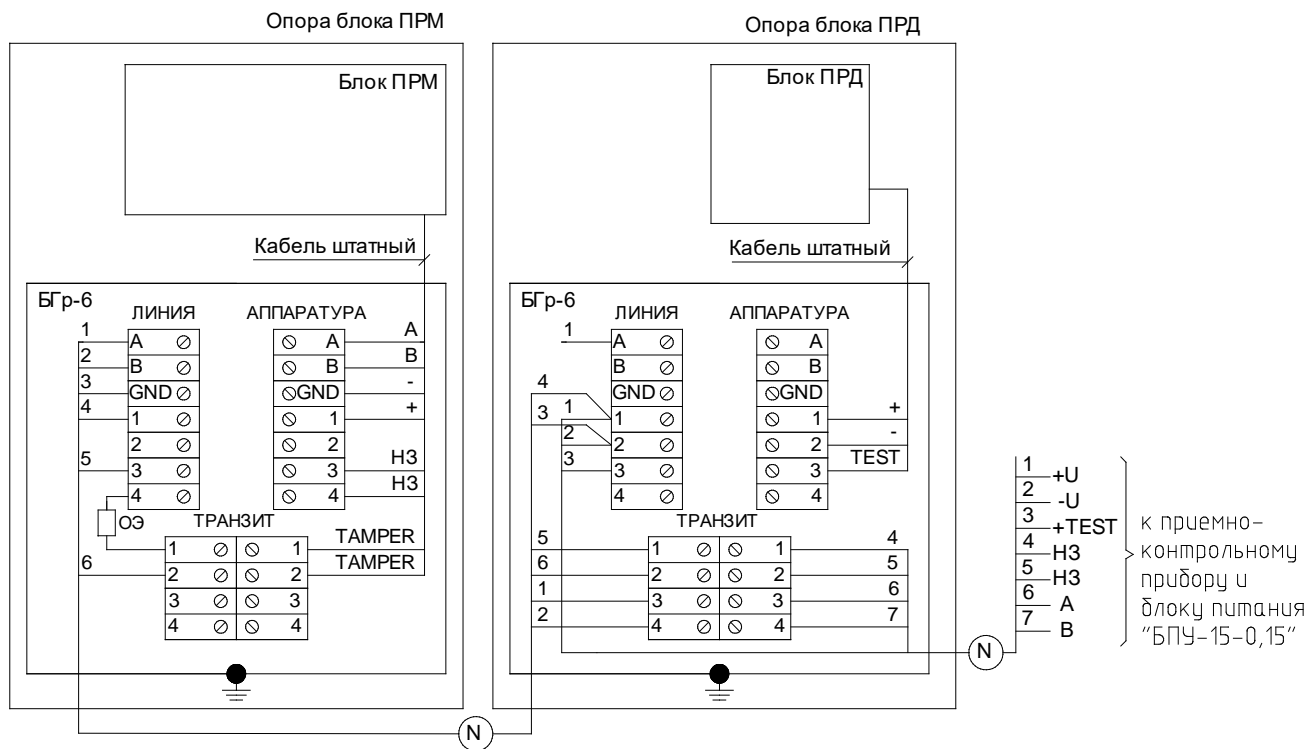 Опора блока ПРМ
Блок ПРМ
Кабель штатный
БГр-6
ЛИНИЯ
АППАРАТУРА
1
A
A
A
2
B
B
B
3
GND
GND
-
4
1
1
+
2
2
5
3
3
НЗ
4
4
НЗ
ОЭ
ТРАНЗИТ
1
1
TAMPER
6
2
2
TAMPER
3
3
4
4
N
Опора блока ПРД
Блок ПРД
Кабель штатный
БГр-6
ЛИНИЯ
АППАРАТУРА
1
A
A
B
B
4
GND
GND
3
1
1
1
+
2
2
2
-
3
3
3
TEST
4
4
ТРАНЗИТ
5
1
1
4
6
2
2
5
1
3
3
6
2
4
4
7
N
1
+U
2
-U
3
+TEST
4
НЗ
5
НЗ
6
A
7
B
к приемно-
контрольному
прибору и
блоку питания
"БПУ-15-0,15"